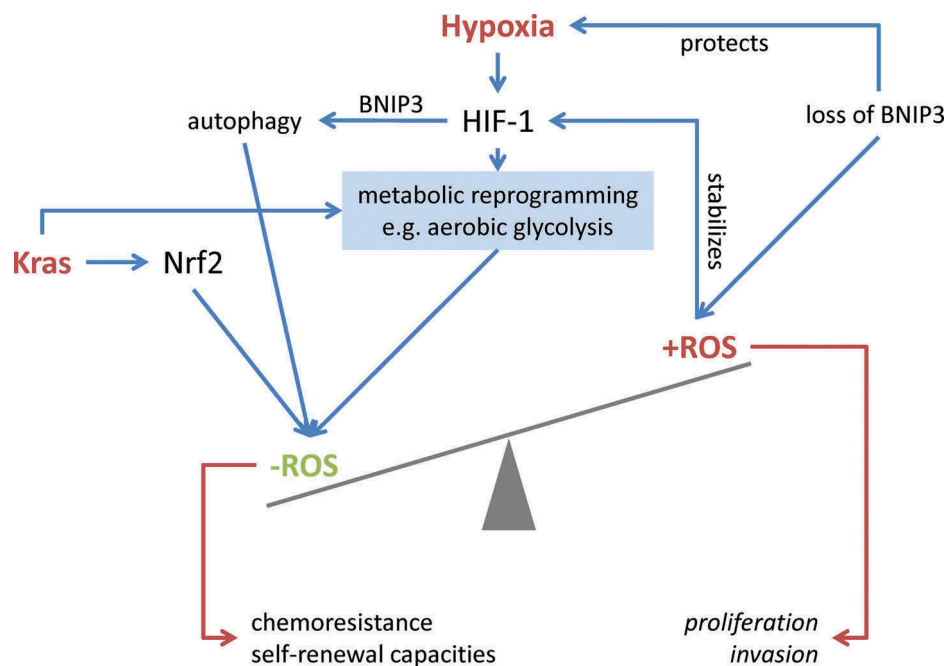 Hypoxia
protects
BNIP3
autophagy
HIF-1
loss of BNIP3
stabilizes
metabolic reprogramming
e.g. aerobic glycolysis
Kras
Nrf2
+ROS
-ROS
chemoresistance
self-renewal capacities
proliferation
invasion